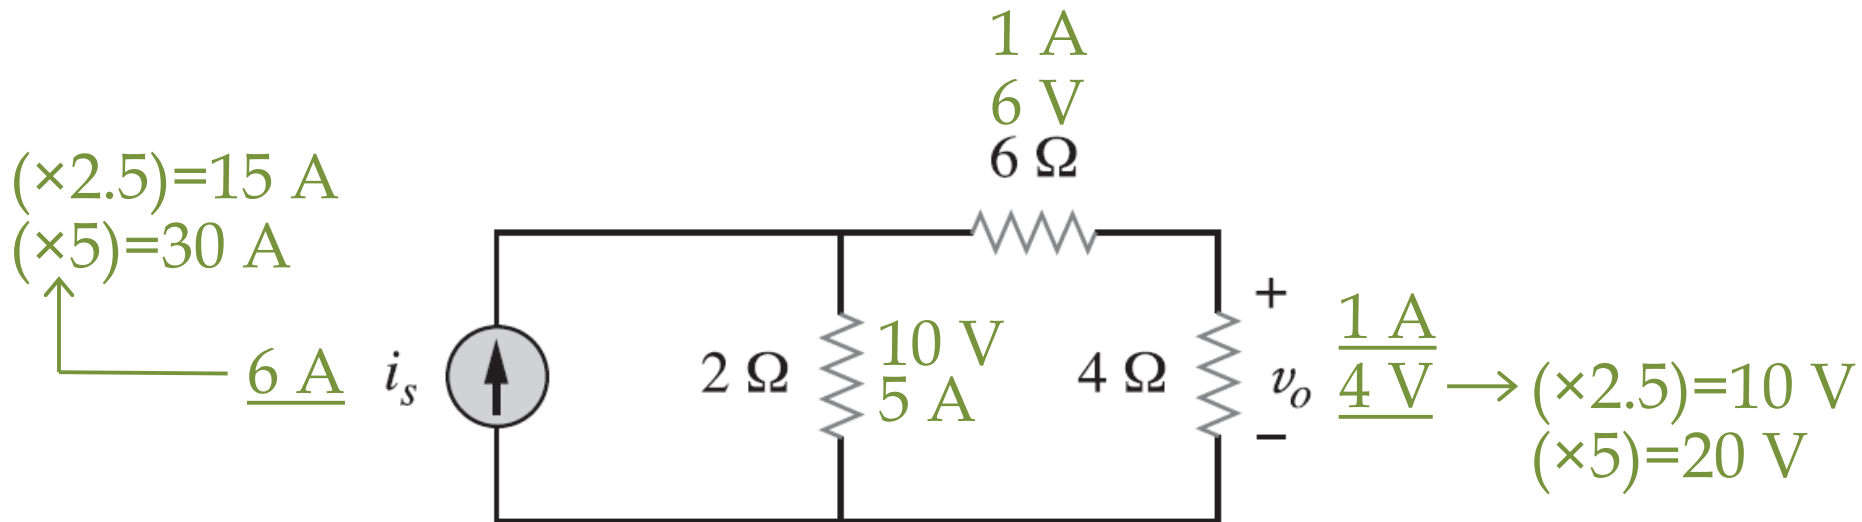 1 A
6 V
6 Ω
(×2.5)=15 A
(×5)=30 A
6 A
i_s
2 Ω
10 V
5 A
4 Ω
+
v_o
−
1 A
4 V
(×2.5)=10 V
(×5)=20 V